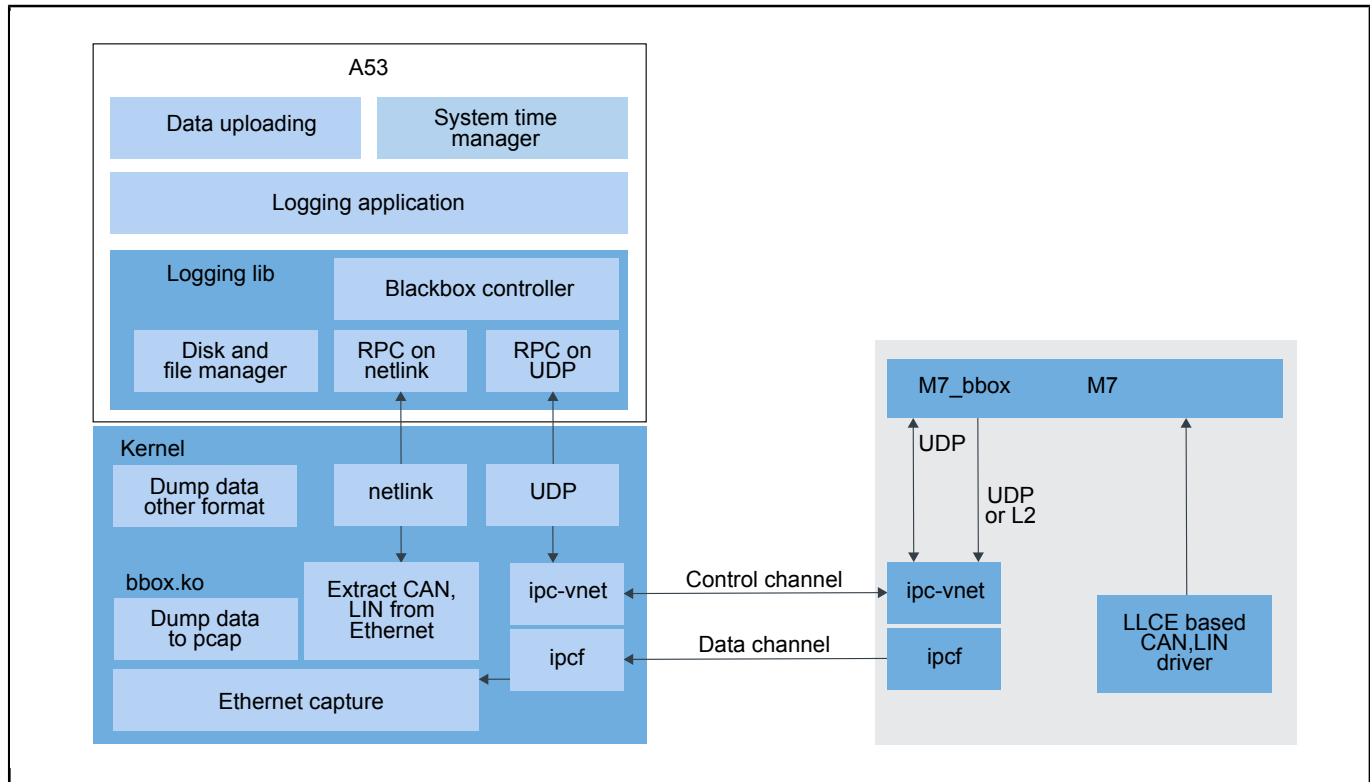 A53
Data uploading
System time
manager
Logging application
Logging lib
Blackbox controller
Disk and
file manager
RPC on
netlink
RPC on
UDP
Kernel
Dump data
other format
netlink
UDP
bbox.ko
Dump data
to pcap
Extract CAN,
LIN from
Ethernet
ipc-vnet
ipcf
Ethernet capture
Control channel
Data channel
M7_bbox
M7
UDP
UDP
or L2
ipc-vnet
ipcf
LLCE based
CAN,LIN
driver